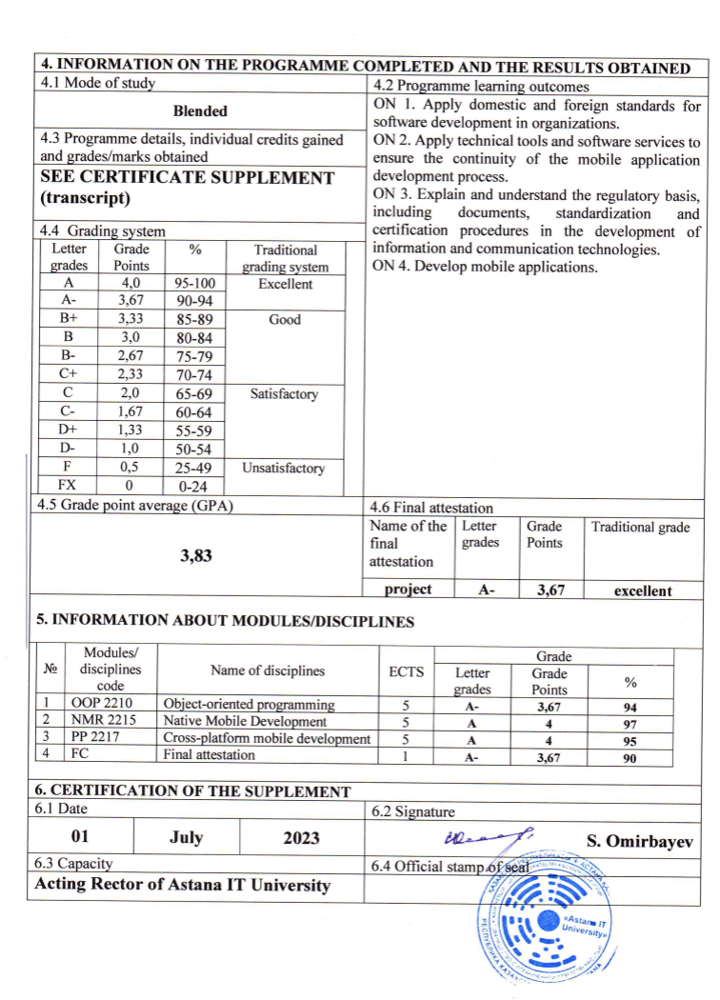 4. INFORMATION ON THE PROGRAMME COMPLETED AND THE RESULTS OBTAINED
4.1 Mode of study
Blended
4.3 Programme details, individual credits gained
and grades/marks obtained
SEE CERTIFICATE SUPPLEMENT
(transcript)
4.2 Programme learning outcomes
ON 1. Apply domestic and foreign standards for
software development in organizations.
ON 2. Apply technical tools and software services to
ensure the continuity of the mobile application
development process.
ON 3. Explain and understand the regulatory basis,
including documents, standardization and
certification procedures in the development of
information and communication technologies.
ON 4. Develop mobile applications.
4.4 Grading system
Letter grades Grade Points % Traditional grading system
A 4,0 95-100 Excellent
A- 3,67 90-94
B+ 3,33 85-89 Good
B 3,0 80-84
B- 2,67 75-79
C+ 2,33 70-74
C 2,0 65-69 Satisfactory
C- 1,67 60-64
D+ 1,33 55-59
D- 1,0 50-54
F 0,5 25-49 Unsatisfactory
FX 0 0-24
4.5 Grade point average (GPA)
3,83
4.6 Final attestation
Name of the final attestation Letter grades Grade Points Traditional grade
project A- 3,67 excellent
5. INFORMATION ABOUT MODULES/DISCIPLINES
№ Modules/ disciplines code Name of disciplines ECTS Grade
Letter grades Grade Points %
1 OOP 2210 Object-oriented programming 5 A- 3,67 94
2 NMR 2215 Native Mobile Development 5 A 4 97
3 PP 2217 Cross-platform mobile development 5 A 4 95
4 FC Final attestation 1 A- 3,67 90
6. CERTIFICATION OF THE SUPPLEMENT
6.1 Date
01 July 2023
6.2 Signature
S. Omirbayev
6.3 Capacity
Acting Rector of Astana IT University
6.4 Official stamp of seal
«Astana IT
University»
РЕСПУБЛИКА КАЗАХС